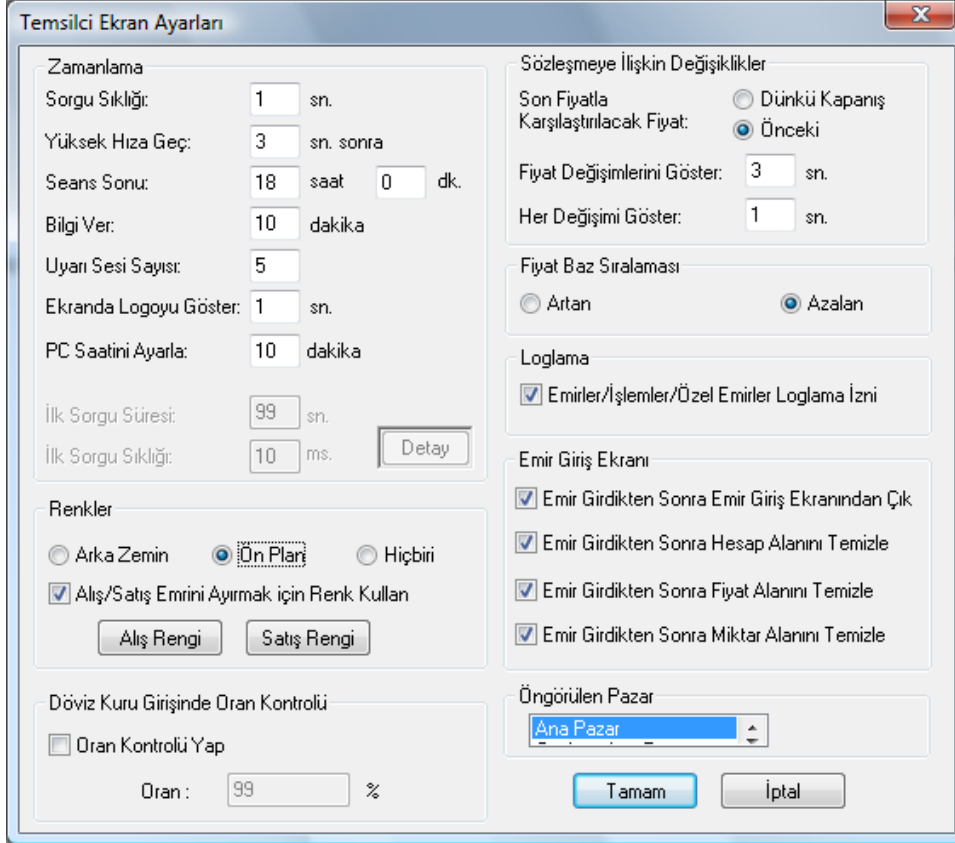 Temsilci Ekran Ayarları
Zamanlama
Sorgu Sıklığı: 1 sn.
Yüksek Hıza Geç: 3 sn. sonra
Seans Sonu: 18 saat 0 dk.
Bilgi Ver: 10 dakika
Uyarı Sesi Sayısı: 5
Ekranda Logoyu Göster: 1 sn.
PC Saatini Ayarla: 10 dakika
İlk Sorgu Süresi: 99 sn.
İlk Sorgu Sıklığı: 10 ms.
Detay
Renkler
Arka Zemin Ön Plan Hiçbiri
Alış/Satış Emrini Ayırmak için Renk Kullan
Alış Rengi Satış Rengi
Döviz Kuru Girişinde Oran Kontrolü
Oran Kontrolü Yap
Oran : 99 %
Sözleşmeye İlişkin Değişiklikler
Son Fiyatla
Karşılaştırılacak Fiyat:
Dünkü Kapanış
Önceki
Fiyat Değişimlerini Göster: 3 sn.
Her Değişimi Göster: 1 sn.
Fiyat Baz Sıralaması
Artan Azalan
Loglama
Emirler/İşlemler/Özel Emirler Loglama İzni
Emir Giriş Ekranı
Emir Girdikten Sonra Emir Giriş Ekranından Çık
Emir Girdikten Sonra Hesap Alanını Temizle
Emir Girdikten Sonra Fiyat Alanını Temizle
Emir Girdikten Sonra Miktar Alanını Temizle
Öngörülen Pazar
Ana Pazar
Tamam İptal